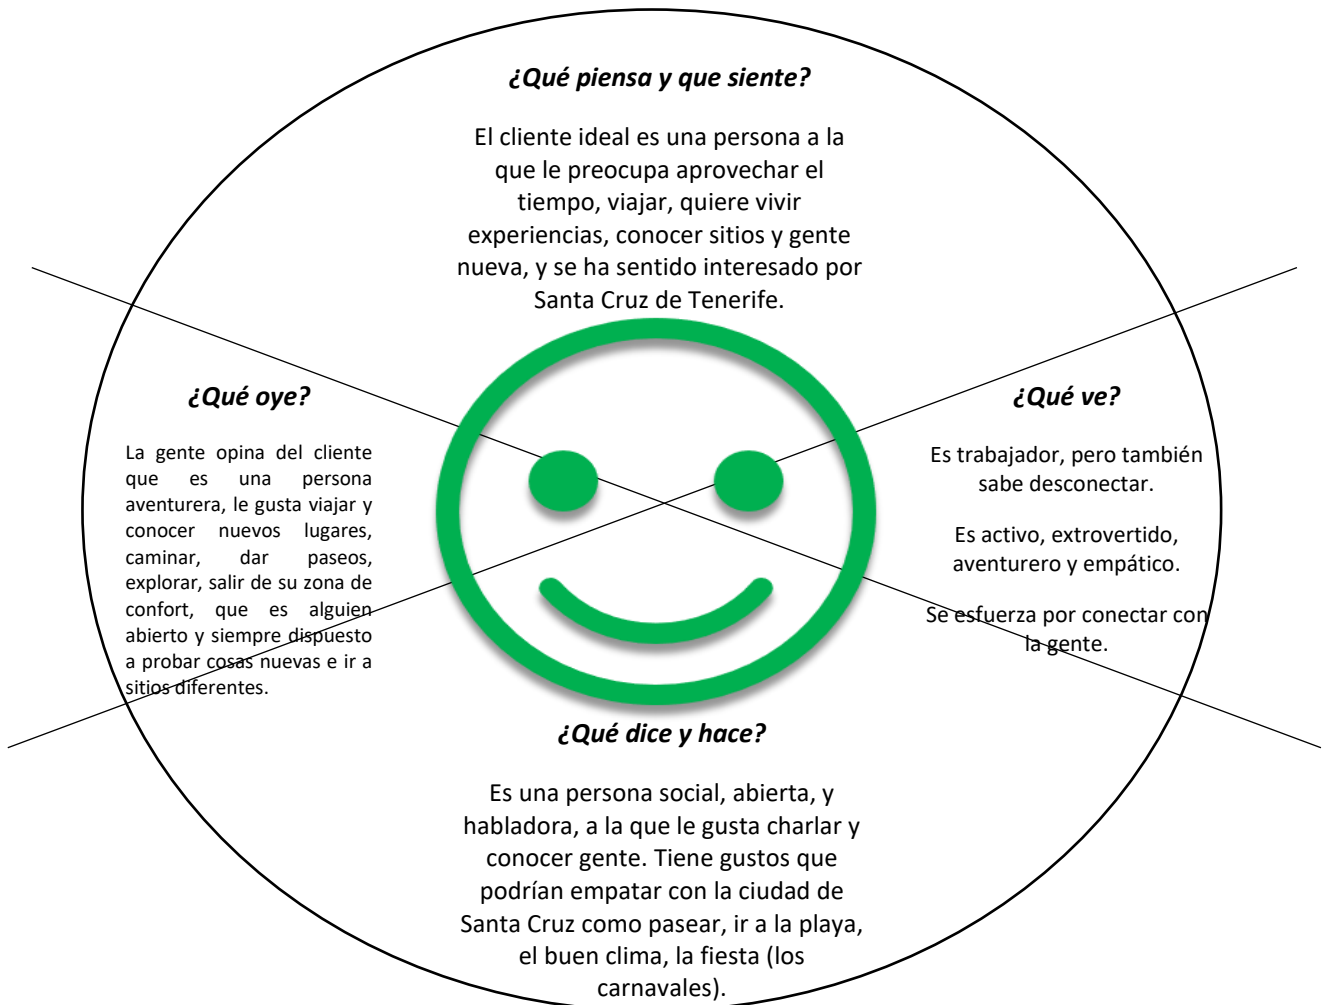 ¿Qué piensa y que siente?
El cliente ideal es una persona a la
que le preocupa aprovechar el
tiempo, viajar, quiere vivir
experiencias, conocer sitios y gente
nueva, y se ha sentido interesado por
Santa Cruz de Tenerife.
¿Qué oye?
La gente opina del cliente
que es una persona
aventurera, le gusta viajar y
conocer nuevos lugares,
caminar, dar paseos,
explorar, salir de su zona de
confort, que es alguien
abierto y siempre dispuesto
a probar cosas nuevas e ir a
sitios diferentes.
¿Qué ve?
Es trabajador, pero también
sabe desconectar.
Es activo, extrovertido,
aventurero y empático.
Se esfuerza por conectar con
la gente.
¿Qué dice y hace?
Es una persona social, abierta, y
habladora, a la que le gusta charlar y
conocer gente. Tiene gustos que
podrían empatar con la ciudad de
Santa Cruz como pasear, ir a la playa,
el buen clima, la fiesta (los
carnavales).